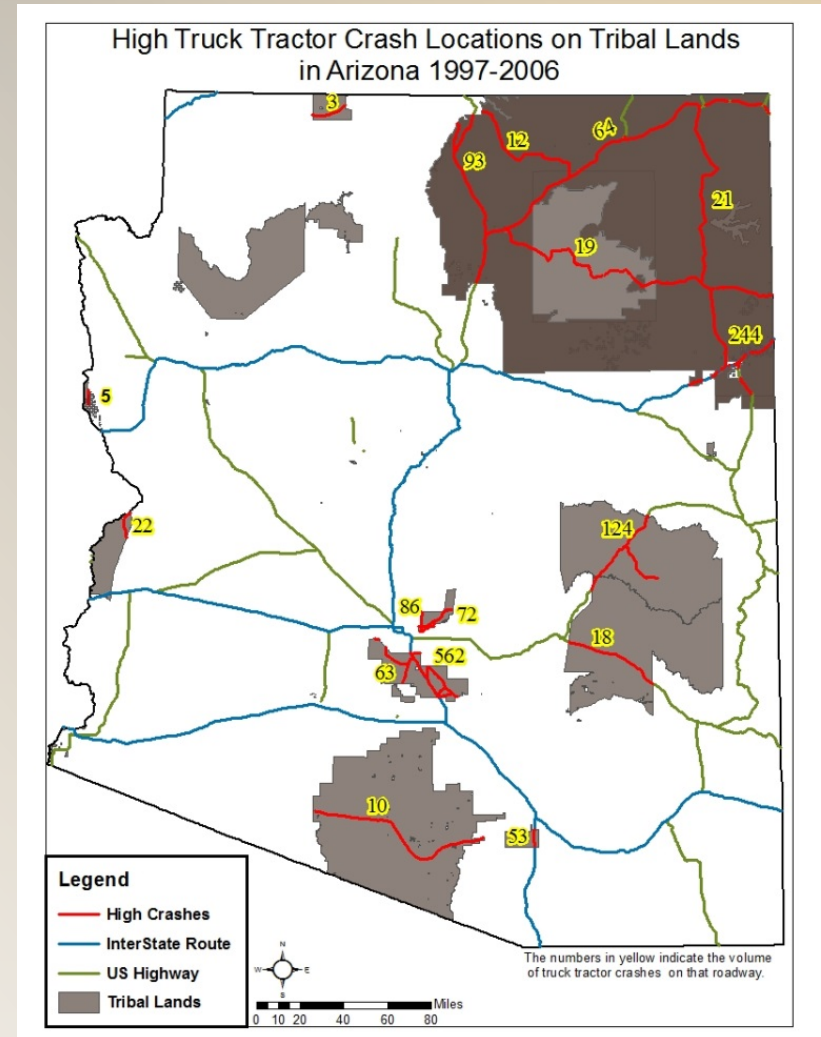 High Truck Tractor Crash Locations on Tribal Lands
in Arizona 1997-2006
3
12
64
93
21
19
244
5
22
124
86
72
18
562
63
10
53
Legend
High Crashes
InterState Route
US Highway
Tribal Lands
N
W
E
S
Miles
0 10 20 40 60 80
The numbers in yellow indicate the volume
of truck tractor crashes on that roadway.